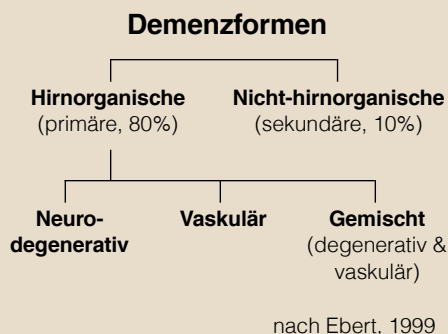 Demenzformen
Hirnorganische
(primäre, 80%)
Nicht-hirnorganische
(sekundäre, 10%)
Neuro-
degenerativ
Vaskulär
Gemischt
(degenerativ &
vaskulär)
nach Ebert, 1999